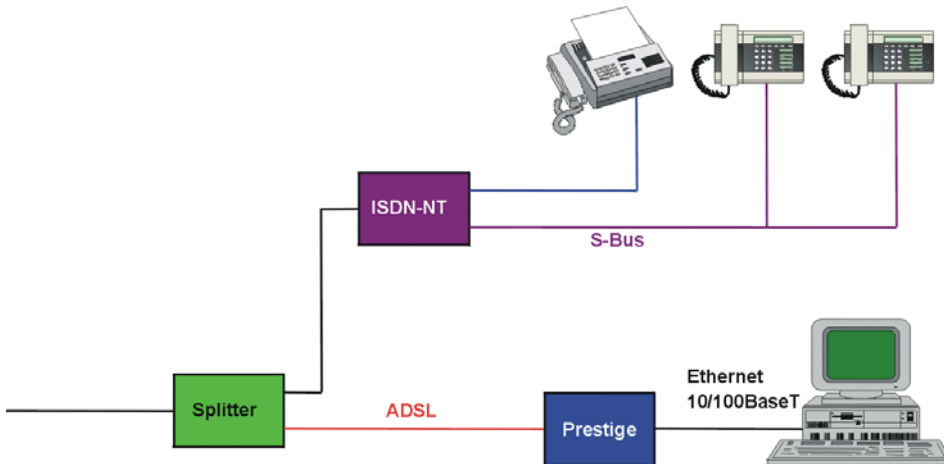 ISDN-NT
S-Bus
Splitter
ADSL
Prestige
Ethernet
10/100BaseT